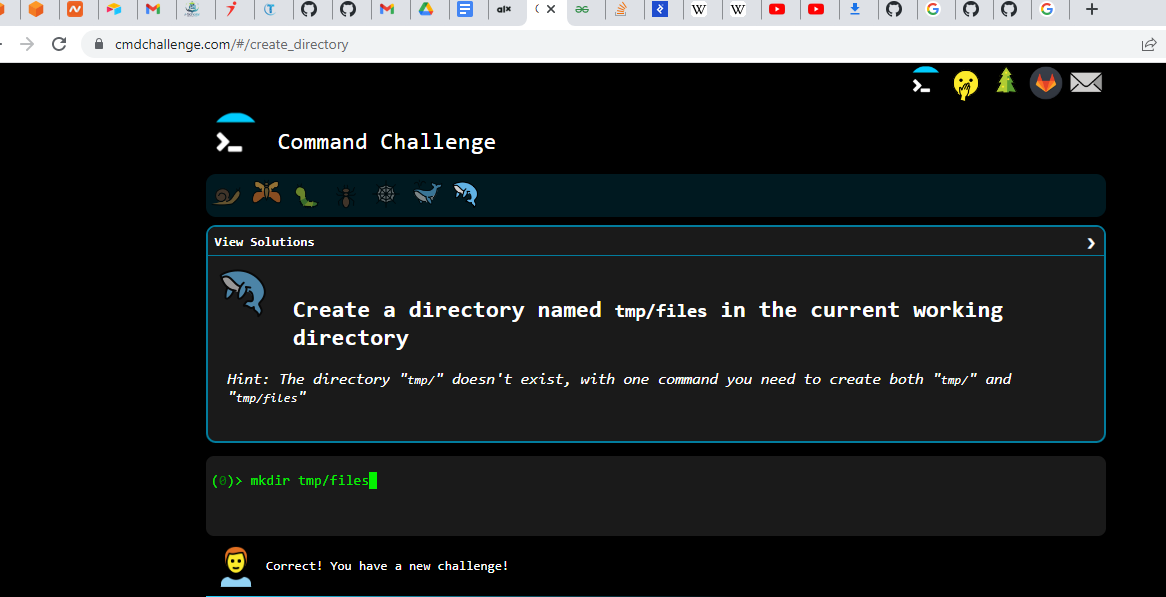 alx
cmdchallenge.com/#/create_directory
Command Challenge
View Solutions
Create a directory named tmp/files in the current working
directory
Hint: The directory "tmp/" doesn't exist, with one command you need to create both "tmp/" and
"tmp/files"
(0)> mkdir tmp/files
Correct! You have a new challenge!